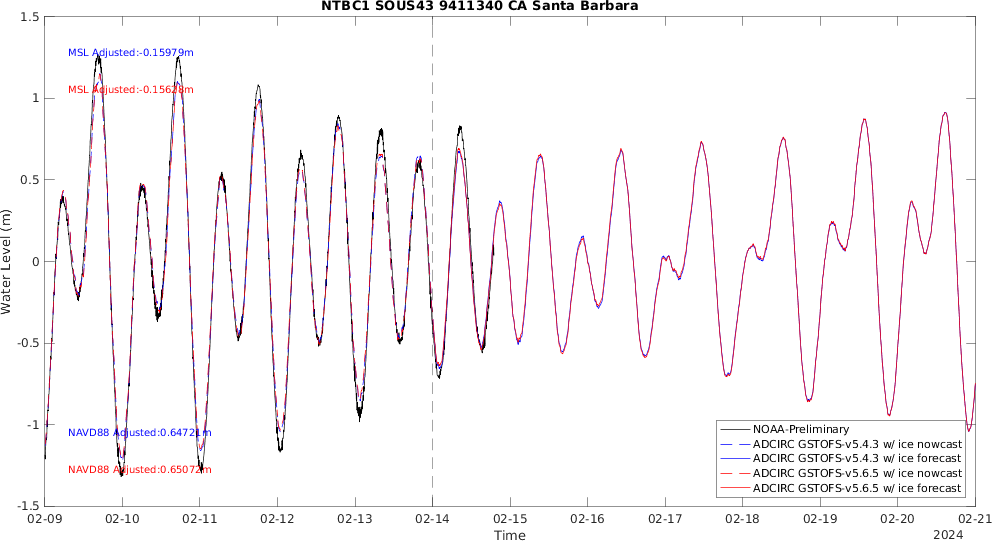 NTBC1 SOUS43 9411340 CA Santa Barbara
1.5
1
0.5
0
-0.5
-1
-1.5
Water Level (m)
MSL Adjusted:-0.15979m
MSL Adjusted:-0.15628m
NAVD88 Adjusted:0.64721m
NAVD88 Adjusted:0.65072m
NOAA-Preliminary
ADCIRC GSTOFS-v5.4.3 w/ ice nowcast
ADCIRC GSTOFS-v5.4.3 w/ ice forecast
ADCIRC GSTOFS-v5.6.5 w/ ice nowcast
ADCIRC GSTOFS-v5.6.5 w/ ice forecast
02-09 02-10 02-11 02-12 02-13 02-14 02-15 02-16 02-17 02-18 02-19 02-20 02-21
Time
2024